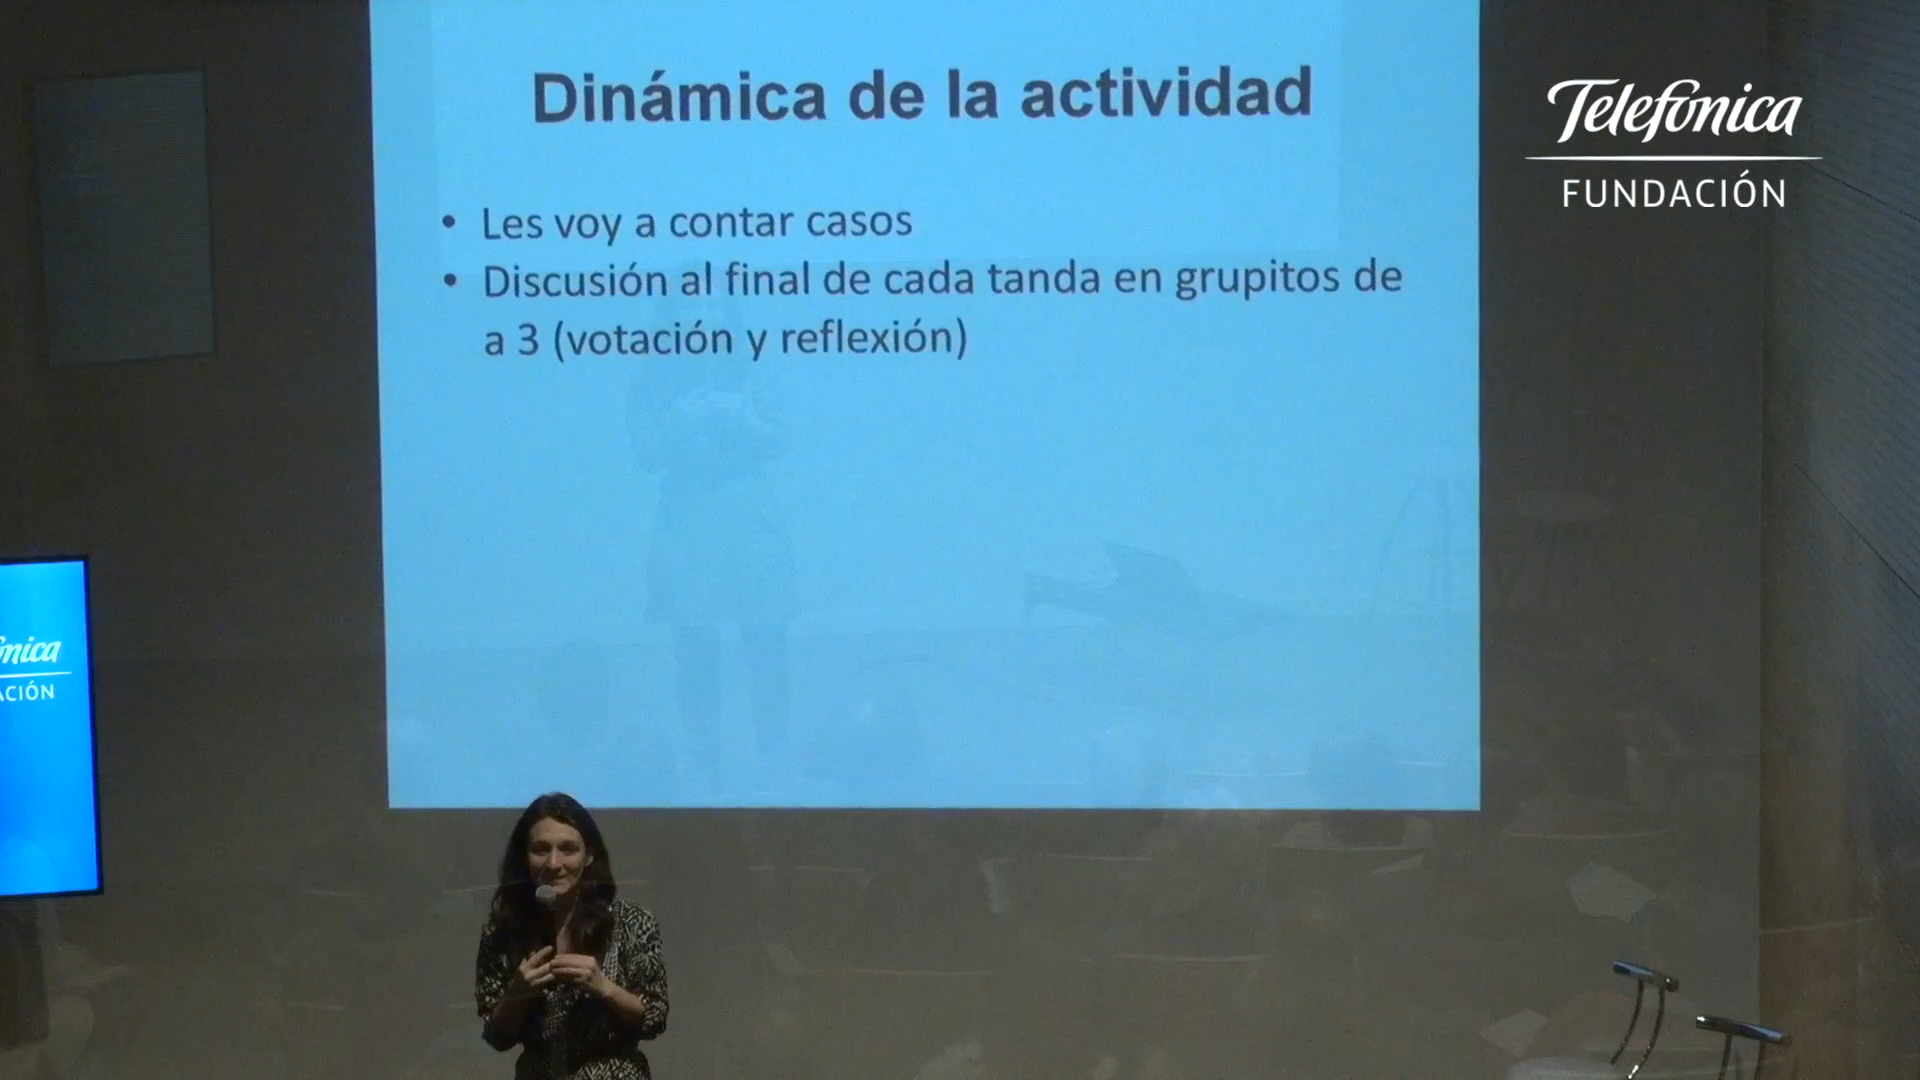 Dinámica de la actividad
• Les voy a contar casos
• Discusión al final de cada tanda en grupitos de
a 3 (votación y reflexión)
Telefónica
FUNDACIÓN
fónica
ACIÓN